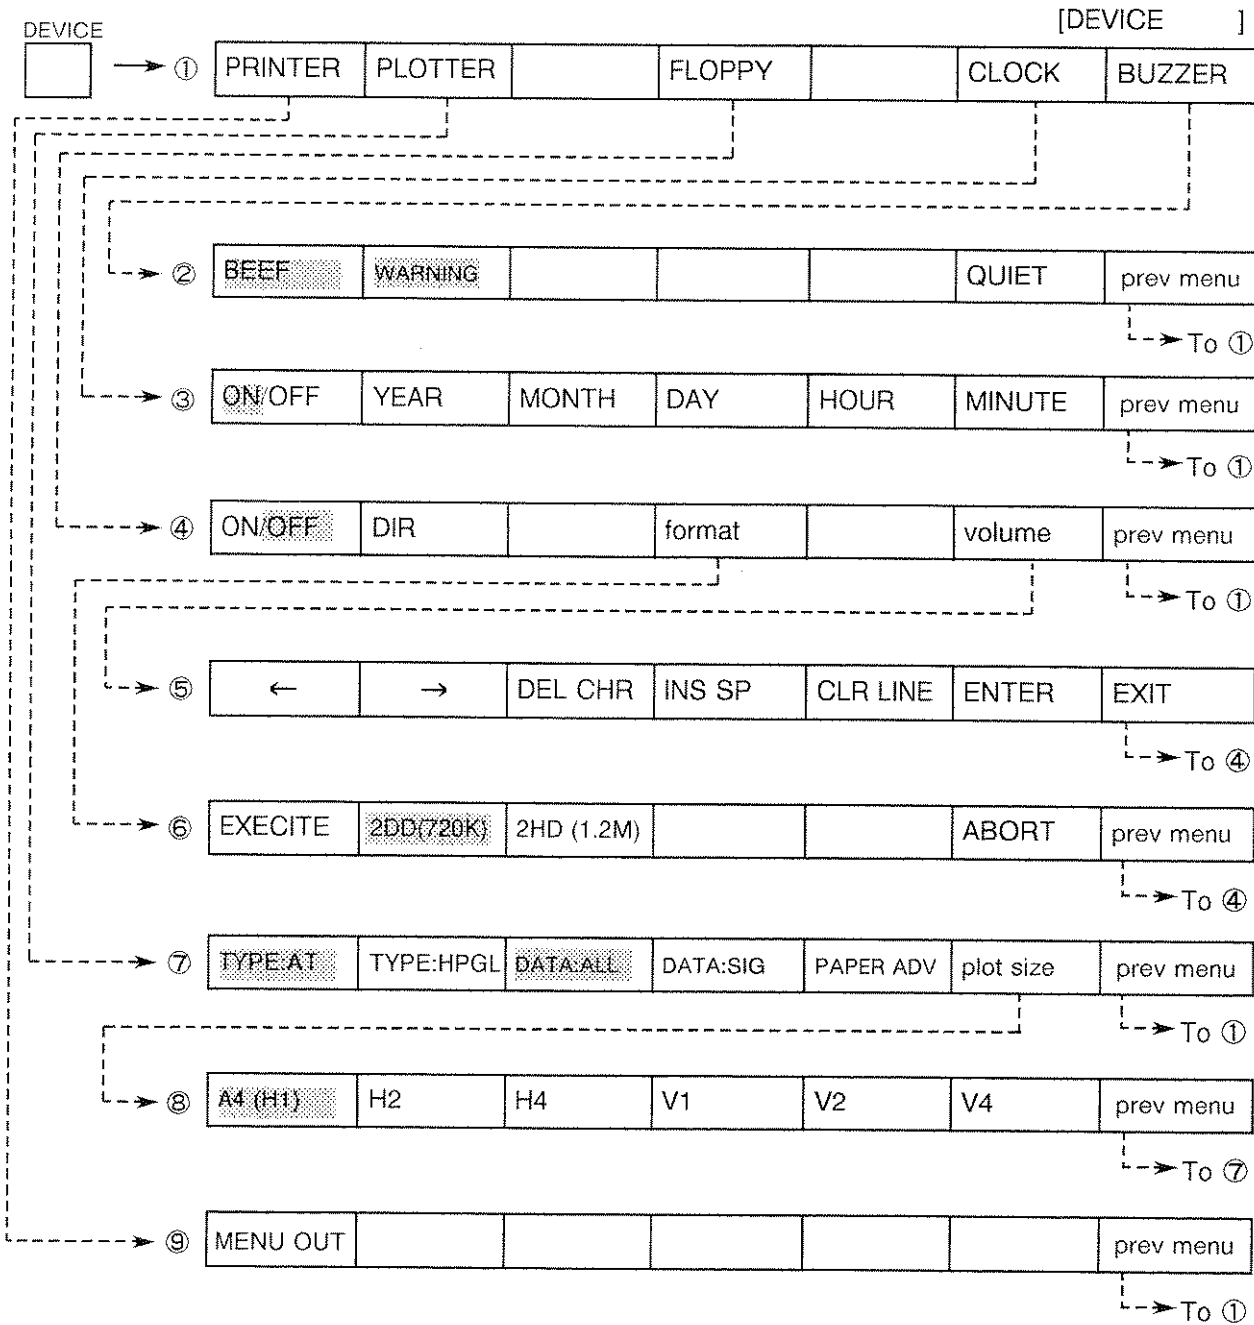 [DEVICE ]
DEVICE
① PRINTER PLOTTER FLOPPY CLOCK BUZZER
② BEEF WARNING QUIET prev menu
To ①
③ ON/OFF YEAR MONTH DAY HOUR MINUTE prev menu
To ①
④ ON/OFF DIR format volume prev menu
To ①
⑤ ← → DEL CHR INS SP CLR LINE ENTER EXIT
To ④
⑥ EXECITE 2DD(720K) 2HD (1.2M) ABORT prev menu
To ④
⑦ TYPE:AT TYPE:HPGL DATA:ALL DATA:SIG PAPER ADV plot size prev menu
To ①
⑧ A4 (H1) H2 H4 V1 V2 V4 prev menu
To ⑦
⑨ MENU OUT prev menu
To ①